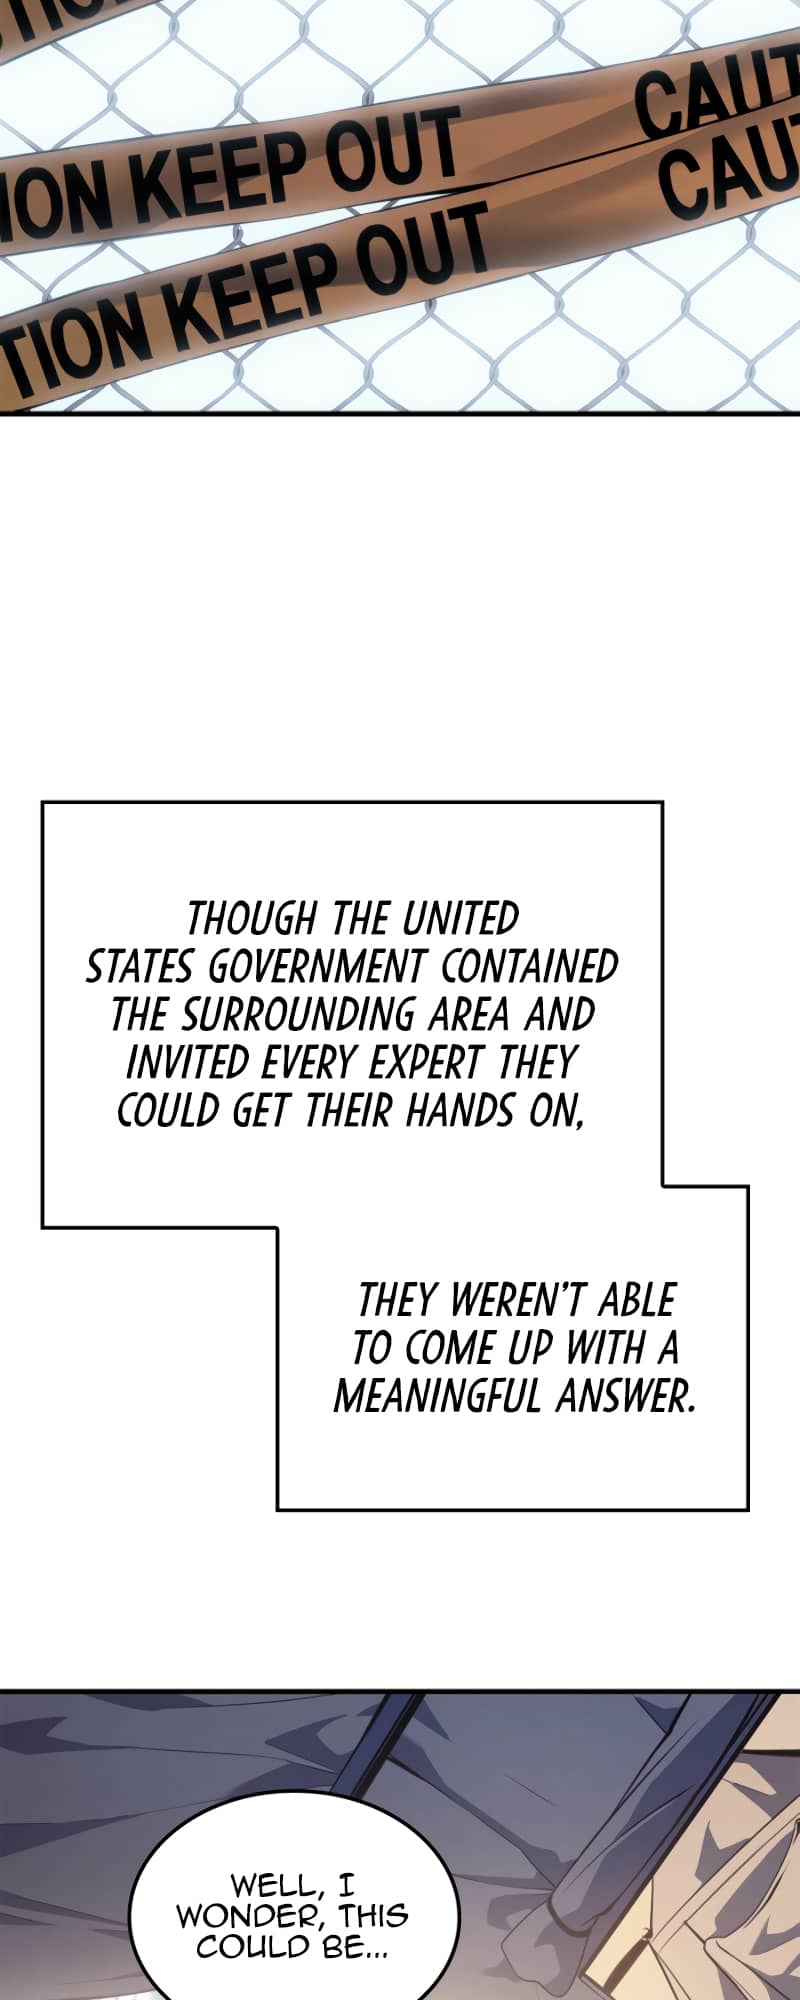 CAUT
ION KEEP OUT
CAU
TION KEEP OUT
THOUGH THE UNITED
STATES GOVERNMENT CONTAINED
THE SURROUNDING AREA AND
INVITED EVERY EXPERT THEY
COULD GET THEIR HANDS ON,
THEY WEREN'T ABLE
TO COME UP WITH A
MEANINGFUL ANSWER.
WELL, I
WONDER, THIS
COULD BE...